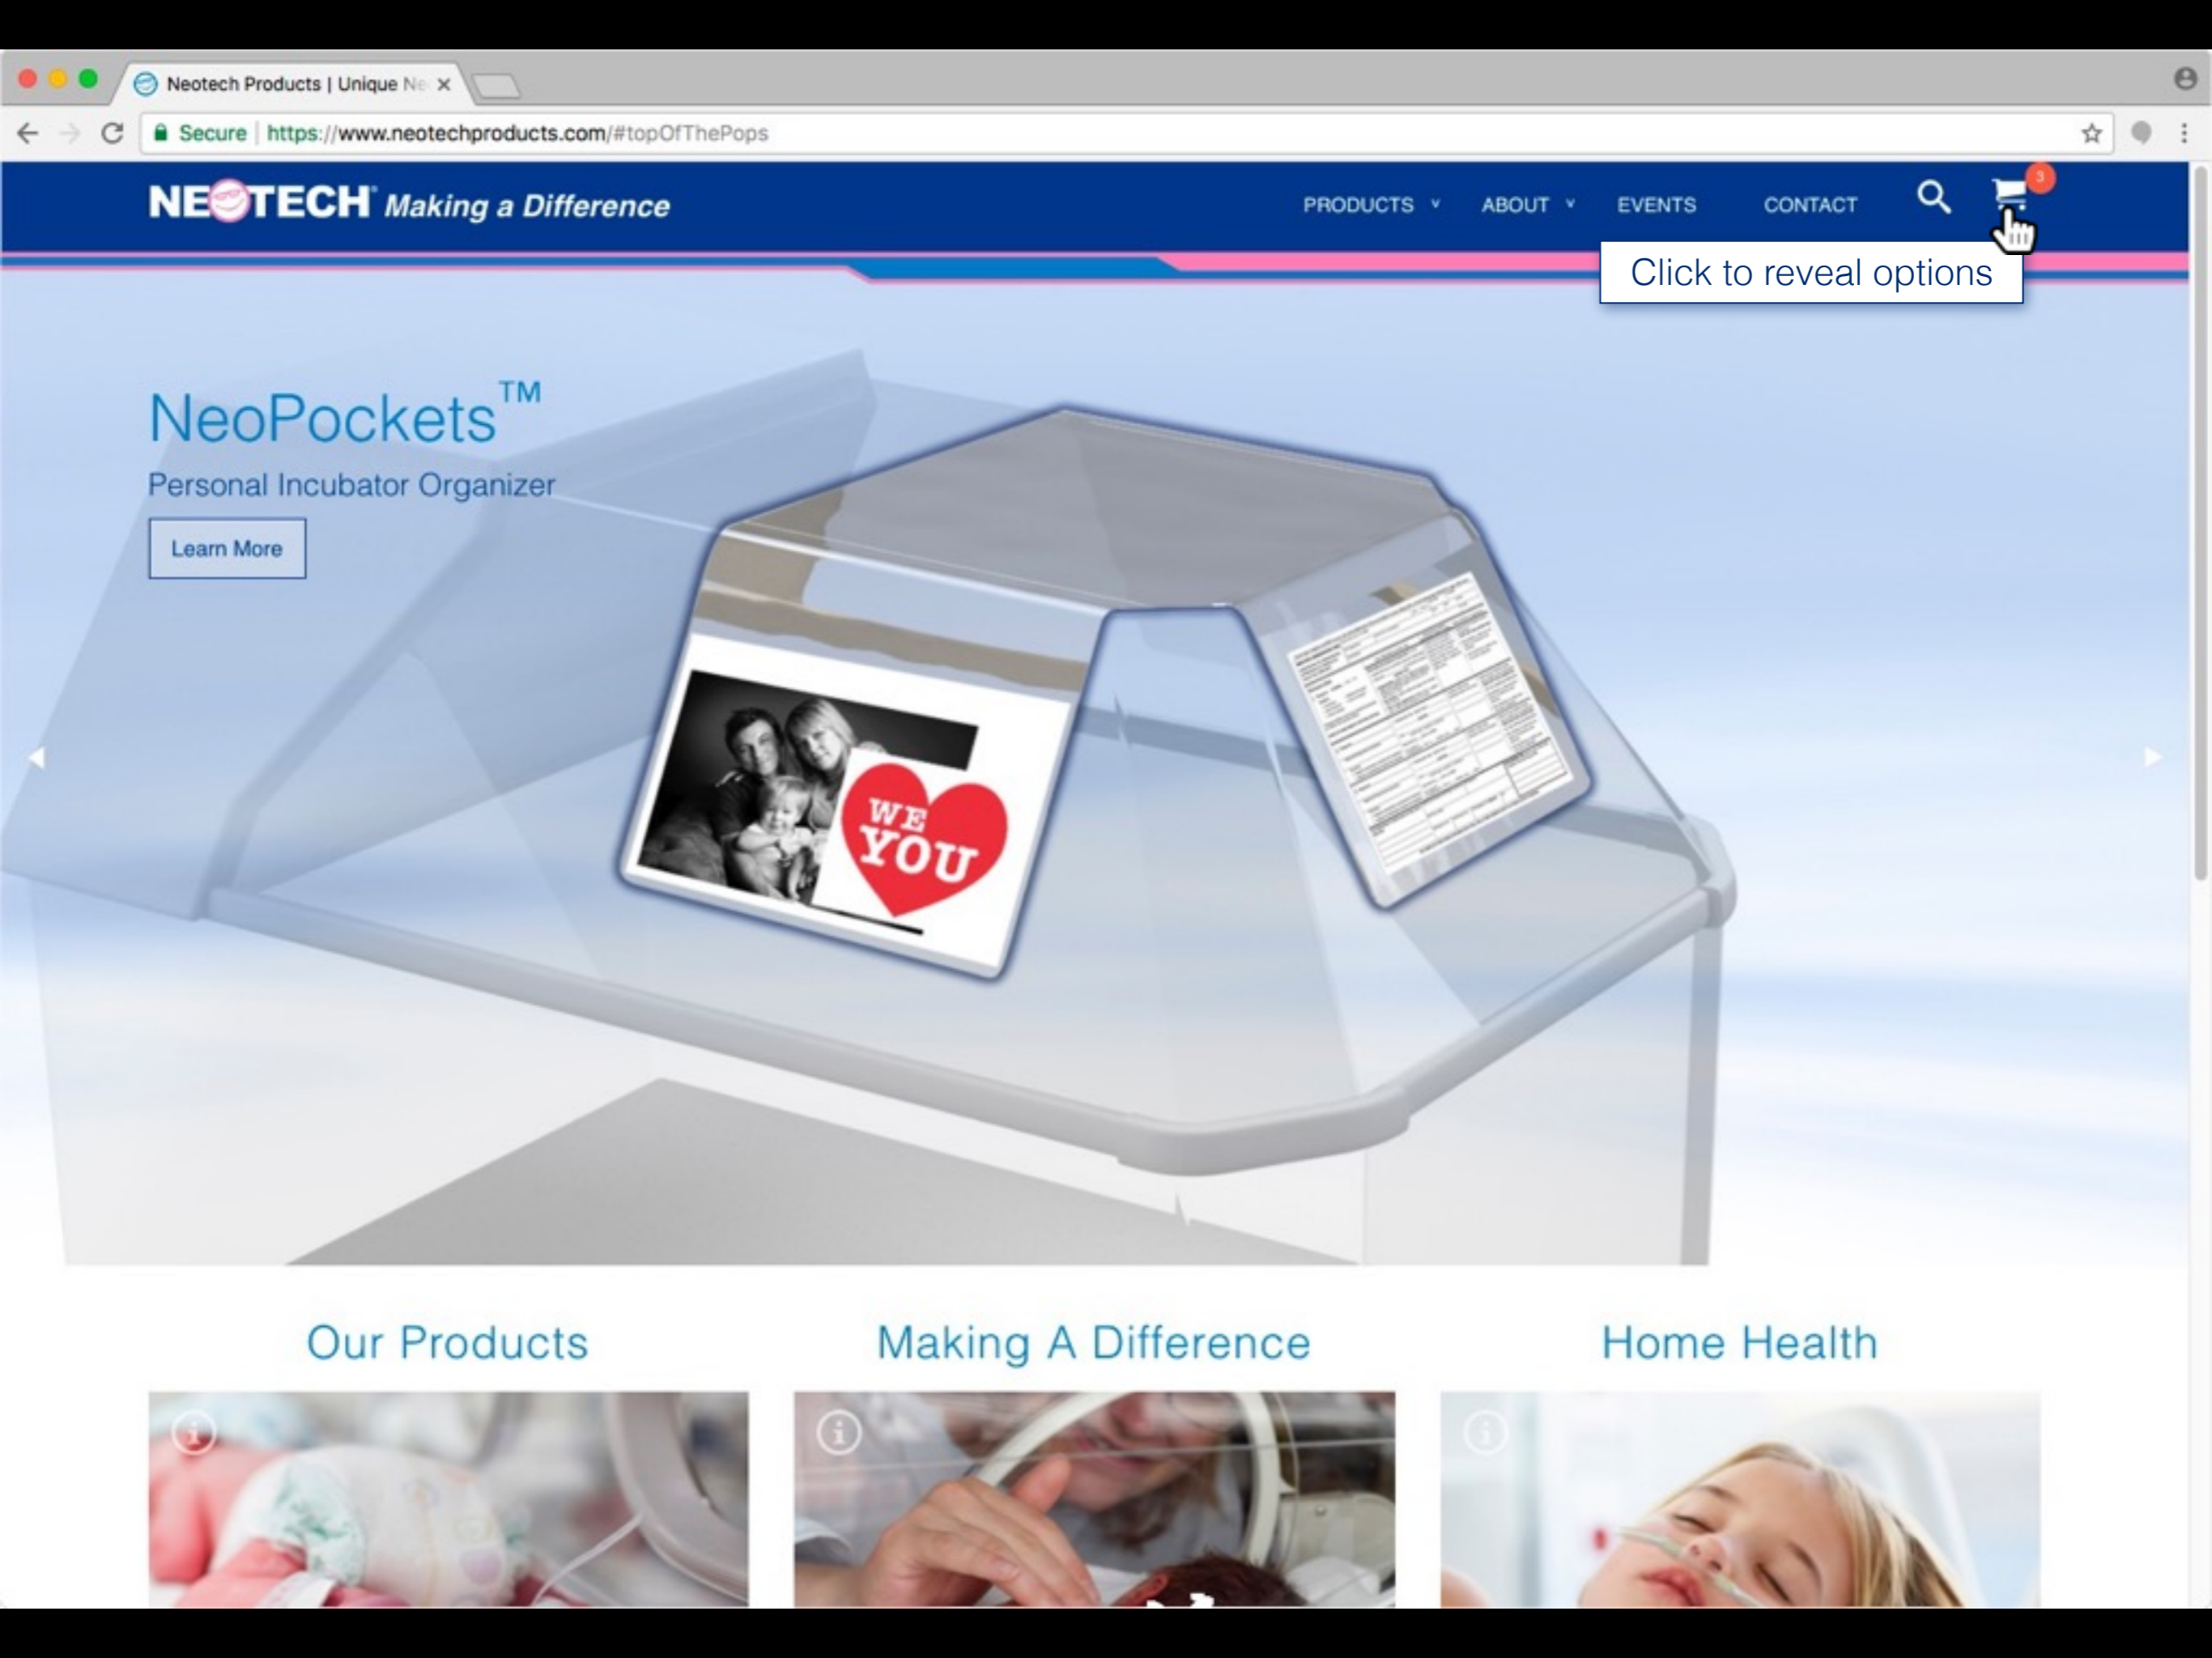 Neotech Products | Unique Ne
Secure | https://www.neotechproducts.com/#topOfThePops
NEOTECH® Making a Difference
PRODUCTS
ABOUT
EVENTS
CONTACT
3
Click to reveal options
NeoPockets™
Personal Incubator Organizer
Learn More
WE
YOU
Our Products
Making A Difference
Home Health